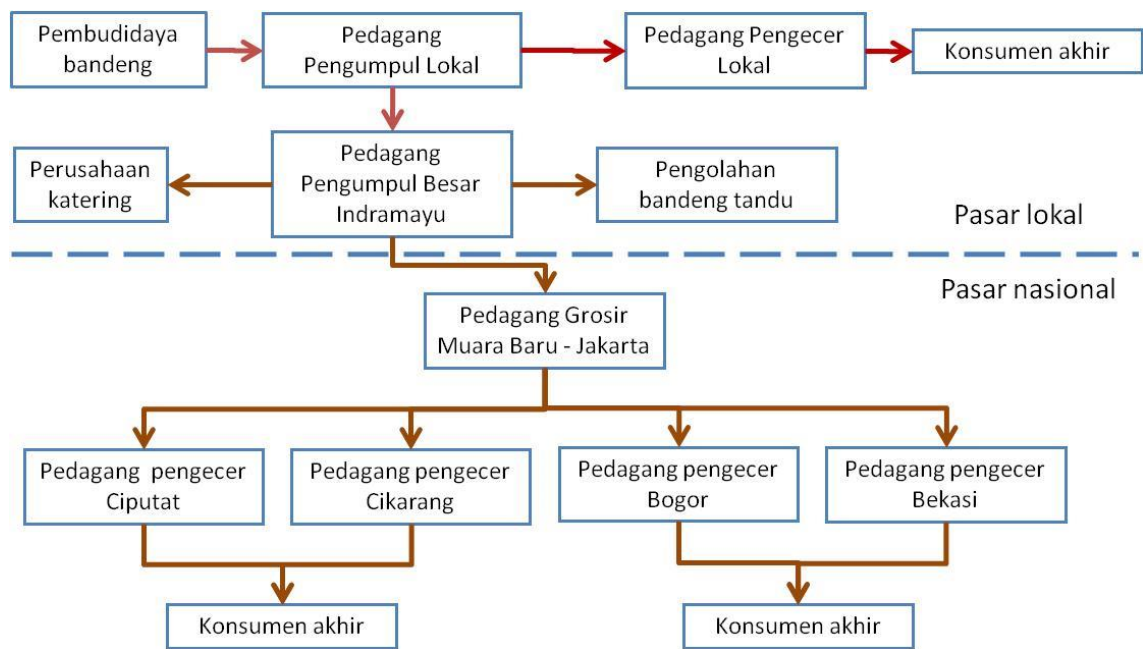 Pembudidaya
bandeng
Pedagang
Pengumpul Lokal
Pedagang Pengecer
Lokal
Konsumen akhir
Perusahaan
katering
Pedagang
Pengumpul Besar
Indramayu
Pengolahan
bandeng tandu
Pasar lokal
Pasar nasional
Pedagang Grosir
Muara Baru - Jakarta
Pedagang pengecer
Ciputat
Pedagang pengecer
Cikarang
Pedagang pengecer
Bogor
Pedagang pengecer
Bekasi
Konsumen akhir
Konsumen akhir